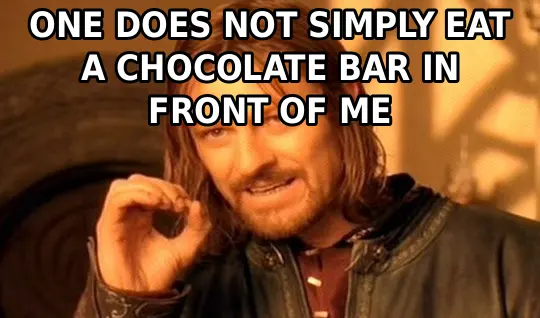 ONE DOES NOT SIMPLY EAT
A CHOCOLATE BAR IN
FRONT OF ME